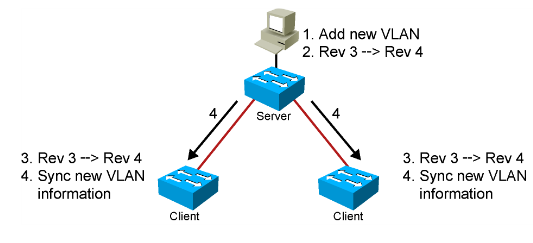 1. Add new VLAN
2. Rev 3 --> Rev 4
Server
4
4
3. Rev 3 --> Rev 4
4. Sync new VLAN
information
Client
3. Rev 3 --> Rev 4
4. Sync new VLAN
information
Client